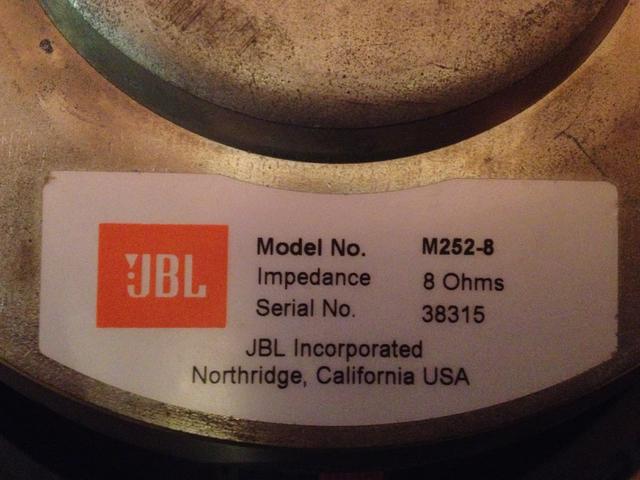 JBL
Model No. M252-8
Impedance 8 Ohms
Serial No. 38315
JBL Incorporated
Northridge, California USA